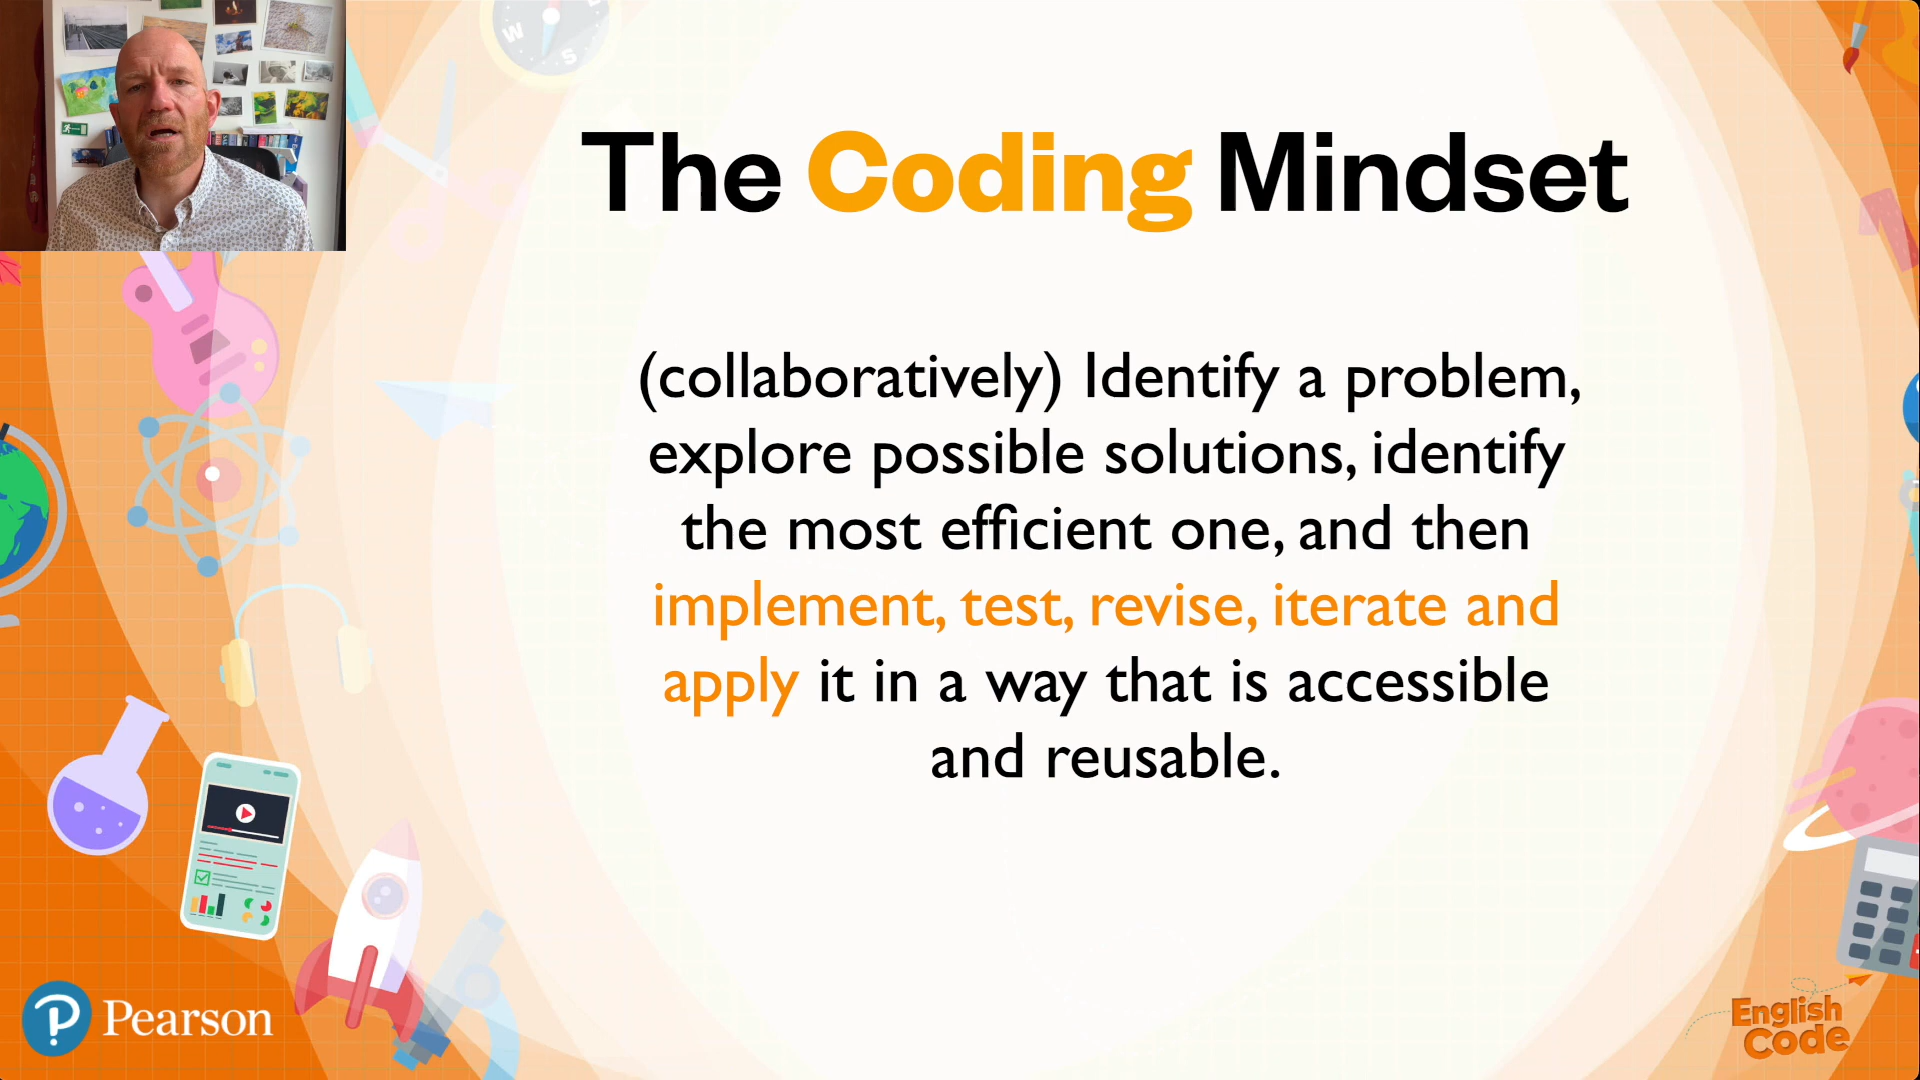 The Coding Mindset
(collaboratively) Identify a problem,
explore possible solutions, identify
the most efficient one, and then
implement, test, revise, iterate and
apply it in a way that is accessible
and reusable.
W
S
Pearson
English
Code